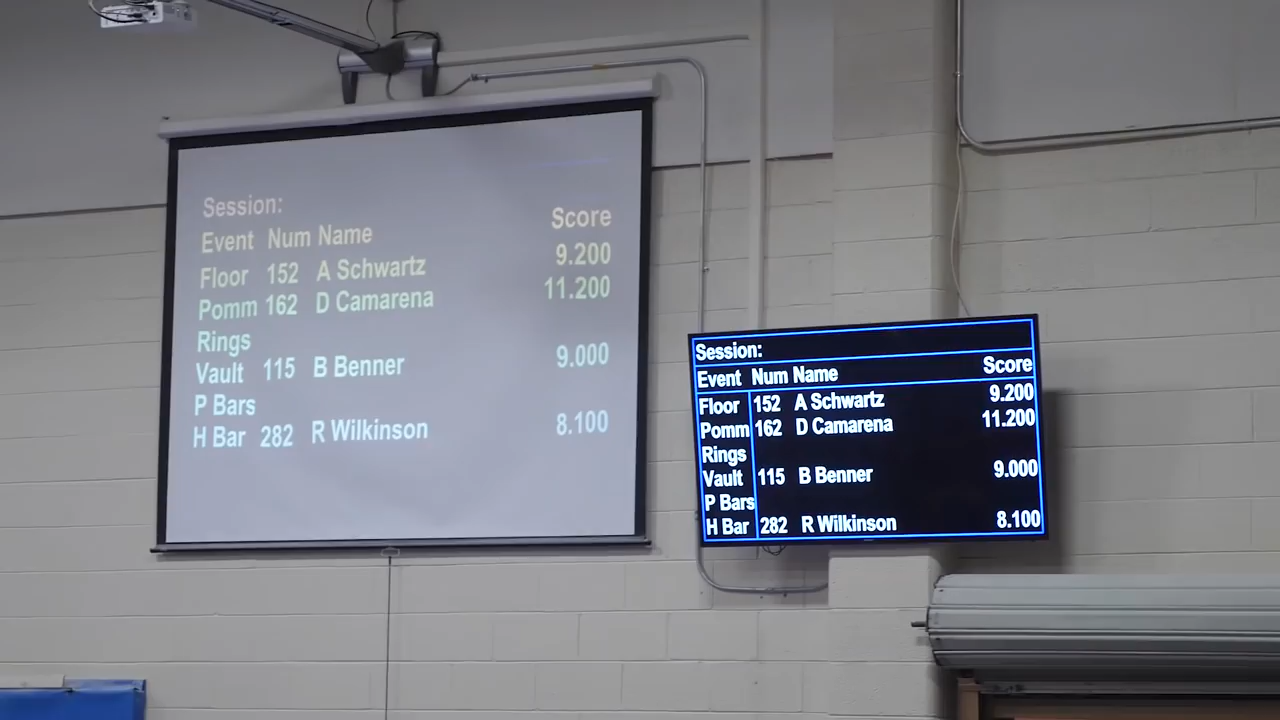 Session:
Event Num Name Score
Floor 152 A Schwartz 9.200
Pomm 162 D Camarena 11.200
Rings
Vault 115 B Benner 9.000
P Bars
H Bar 282 R Wilkinson 8.100
Session:
Event Num Name Score
Floor 152 A Schwartz 9.200
Pomm 162 D Camarena 11.200
Rings
Vault 115 B Benner 9.000
P Bars
H Bar 282 R Wilkinson 8.100